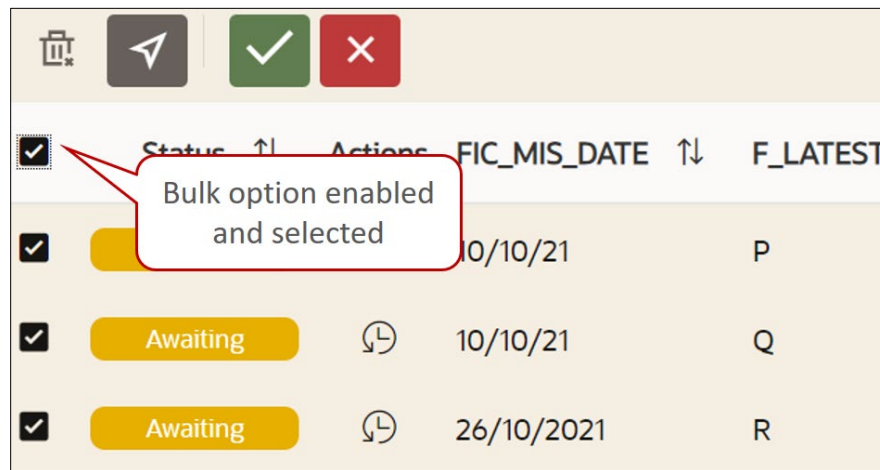 Status Actions FIC_MIS_DATE F_LATEST
Bulk option enabled
and selected
10/10/21 P
Awaiting 10/10/21 Q
Awaiting 26/10/2021 R